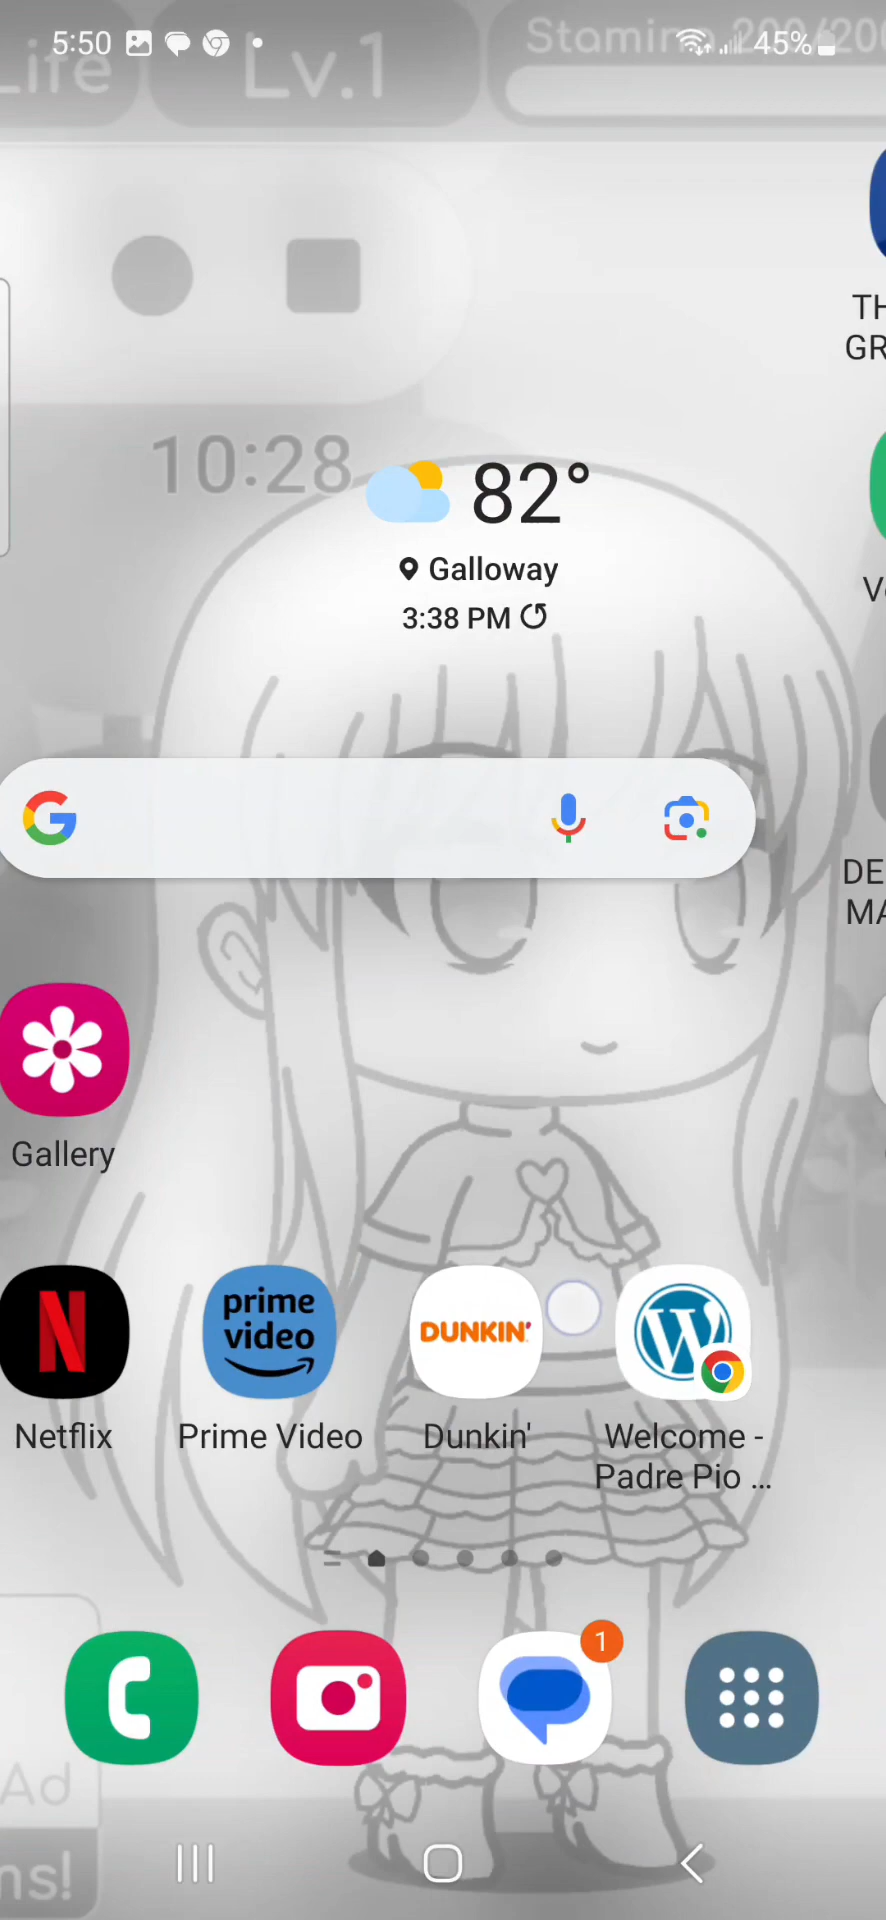 5:50
45%
Life
Lv.1
Stamina 200/200
TH
GR
10:28
82°
Galloway
3:38 PM
G
DE
MA
Gallery
prime
video
DUNKIN'
N
W
Netflix
Prime Video
Dunkin'
Welcome -
Padre Pio ...
1
Ad
ns!